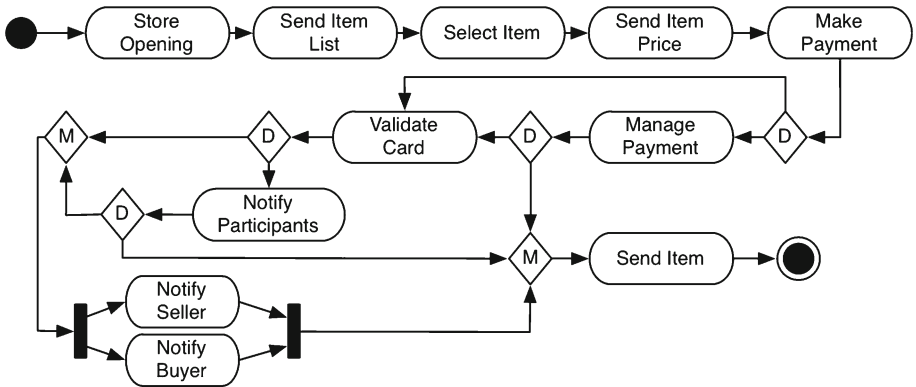 Store
Opening
Send Item
List
Select Item
Send Item
Price
Make
Payment
M
D
Validate
Card
D
Manage
Payment
D
D
Notify
Participants
M
Send Item
Notify
Seller
Notify
Buyer